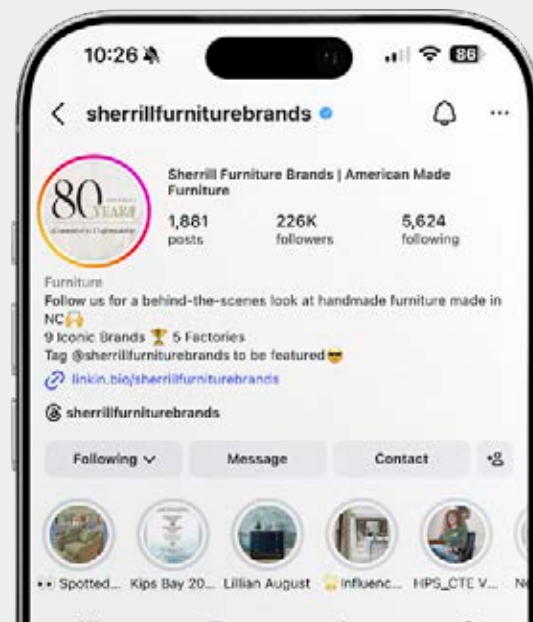 10:26
86
sherrillfurniturebrands
80 YEARS
Sherrill Furniture Brands | American Made
Furniture
1,881 226K 5,624
posts followers following
Furniture
Follow us for a behind-the-scenes look at handmade furniture made in
NC🙌
9 Iconic Brands 🏆 5 Factories
Tag @sherrillfurniturebrands to be featured😎
linkin.bio/sherrillfurniturebrands
sherrillfurniturebrands
Following Message Contact
👀 Spotted... Kips Bay 20... Lillian August 🌟Influenc... HPS_CTE V...